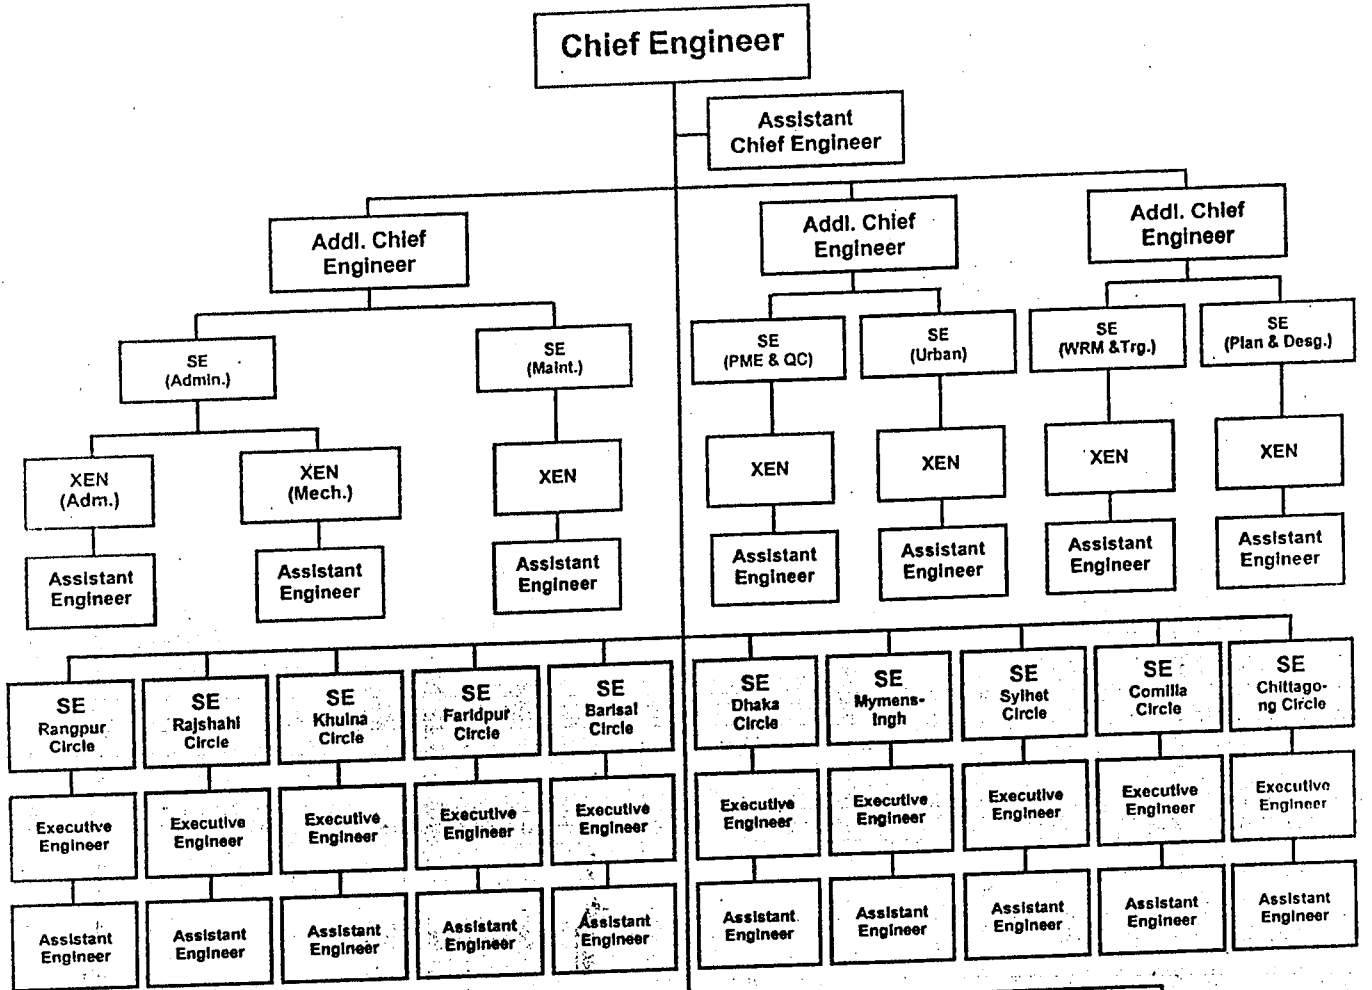 Chief Engineer
Assistant
Chief Engineer
Addl. Chief
Engineer
Addl. Chief
Engineer
Addl. Chief
Engineer
SE
(Admin.)
SE
(Maint.)
SE
(PME & QC)
SE
(Urban)
SE
(WRM &Trg.)
SE
(Plan & Desg.)
XEN
(Adm.)
XEN
(Mech.)
XEN
XEN
XEN
XEN
XEN
Assistant
Engineer
Assistant
Engineer
Assistant
Engineer
Assistant
Engineer
Assistant
Engineer
Assistant
Engineer
Assistant
Engineer
SE
Rangpur
Circle
SE
Rajshahi
Circle
SE
Khulna
Circle
SE
Faridpur
Circle
SE
Barisal
Circle
SE
Dhaka
Circle
SE
Mymens-
ingh
SE
Sylhet
Circle
SE
Comilla
Circle
SE
Chittago-
ng Circle
Executive
Engineer
Executive
Engineer
Executive
Engineer
Executive
Engineer
Executive
Engineer
Executive
Engineer
Executive
Engineer
Executive
Engineer
Executive
Engineer
Executive
Engineer
Assistant
Engineer
Assistant
Engineer
Assistant
Engineer
Assistant
Engineer
Assistant
Engineer
Assistant
Engineer
Assistant
Engineer
Assistant
Engineer
Assistant
Engineer
Assistant
Engineer